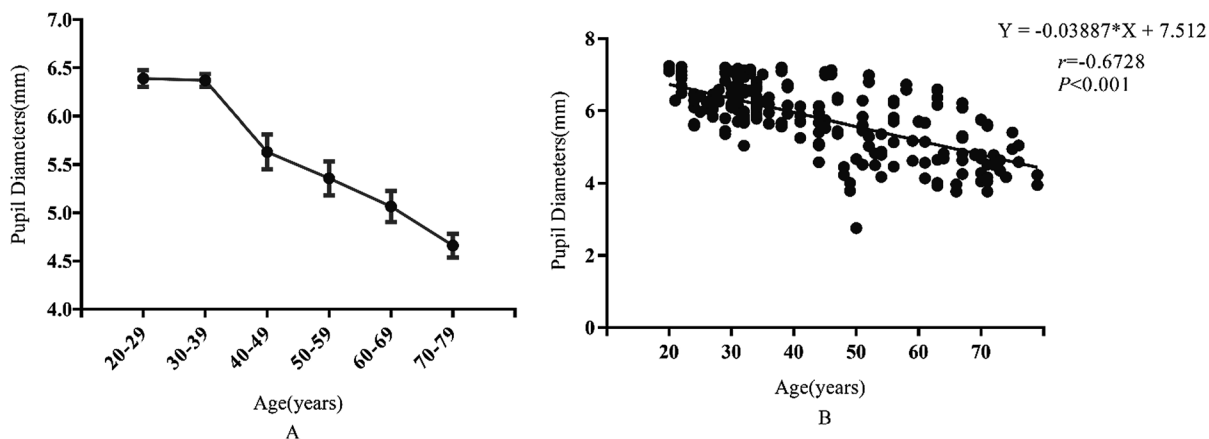 7.0
6.5
6.0
5.5
5.0
4.5
4.0
Pupil Diameters(mm)
20-29
30-39
40-49
50-59
60-69
70-79
Age(years)
A
Y = -0.03887*X + 7.512
r=-0.6728
P<0.001
8
6
4
2
0
Pupil Diameters(mm)
20 30 40 50 60 70
Age(years)
B